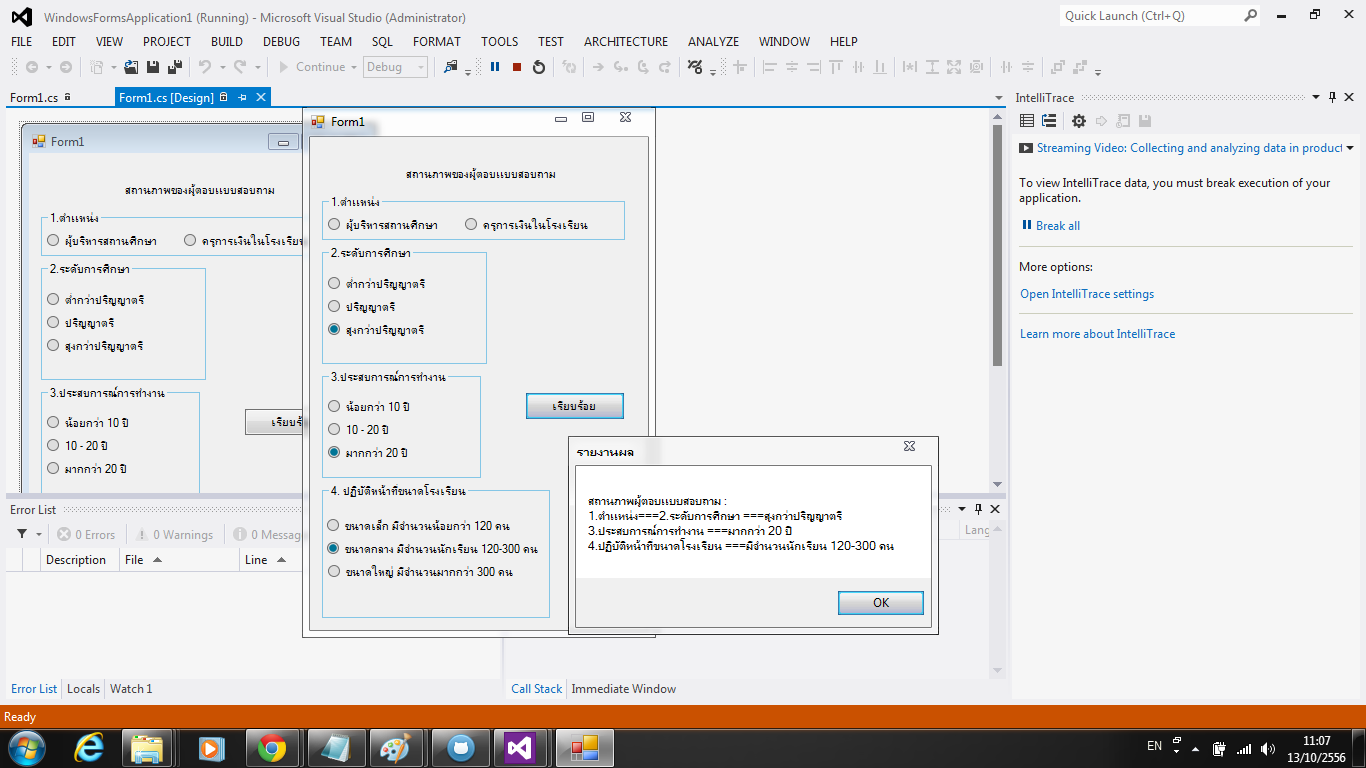 WindowsFormsApplication1 (Running) - Microsoft Visual Studio (Administrator)
Quick Launch (Ctrl+Q)
FILE EDIT VIEW PROJECT BUILD DEBUG TEAM SQL FORMAT TOOLS TEST ARCHITECTURE ANALYZE WINDOW HELP
Continue Debug
Form1.cs Form1.cs [Design]
Form1
สถานภาพของผู้ตอบแบบสอบถาม
1.ตำแหน่ง
ผู้บริหารสถานศึกษา ครูการเงินในโรงเรียน
2.ระดับการศึกษา
ต่ำกว่าปริญญาตรี
ปริญญาตรี
สูงกว่าปริญญาตรี
3.ประสบการณ์การทำงาน
น้อยกว่า 10 ปี
10 - 20 ปี
มากกว่า 20 ปี
เรียบร้
Form1
สถานภาพของผู้ตอบแบบสอบถาม
1.ตำแหน่ง
ผู้บริหารสถานศึกษา ครูการเงินในโรงเรียน
2.ระดับการศึกษา
ต่ำกว่าปริญญาตรี
ปริญญาตรี
สูงกว่าปริญญาตรี
3.ประสบการณ์การทำงาน
น้อยกว่า 10 ปี
10 - 20 ปี
มากกว่า 20 ปี
เรียบร้อย
4. ปฏิบัติหน้าที่ขนาดโรงเรียน
ขนาดเล็ก มีจำนวนน้อยกว่า 120 คน
ขนาดกลาง มีจำนวนนักเรียน 120-300 คน
ขนาดใหญ่ มีจำนวนมากกว่า 300 คน
รายงานผล
สถานภาพผู้ตอบแบบสอบถาม :
1.ตำแหน่ง===2.ระดับการศึกษา ===สูงกว่าปริญญาตรี
3.ประสบการณ์การทำงาน ===มากกว่า 20 ปี
4.ปฏิบัติหน้าที่ขนาดโรงเรียน ===มีจำนวนนักเรียน 120-300 คน
OK
IntelliTrace
Streaming Video: Collecting and analyzing data in product
To view IntelliTrace data, you must break execution of your
application.
Break all
More options:
Open IntelliTrace settings
Learn more about IntelliTrace
Error List
0 Errors 0 Warnings 0 Messag
Description File Line
Lang
Error List Locals Watch 1
Call Stack Immediate Window
Ready
EN
11:07
13/10/2556